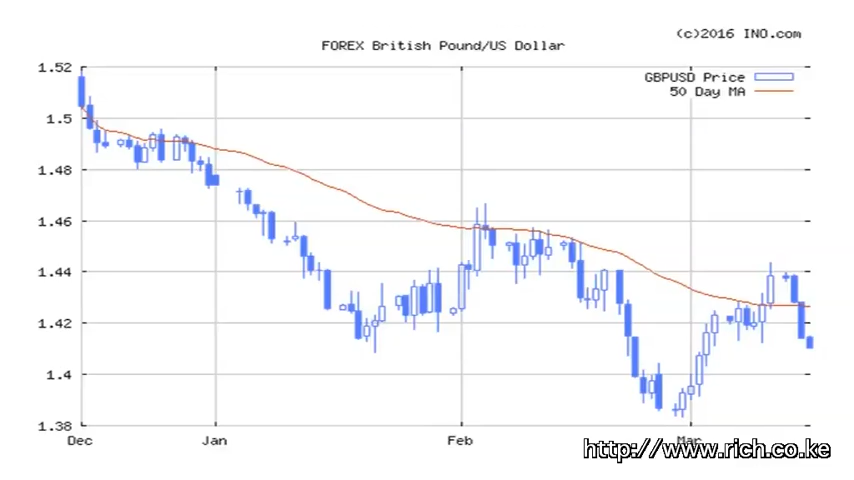 (c)2016 INO.com
FOREX British Pound/US Dollar
GBPUSD Price
50 Day MA
1.52
1.5
1.48
1.46
1.44
1.42
1.4
1.38
Dec Jan Feb Mar
http://www.rich.co.ke